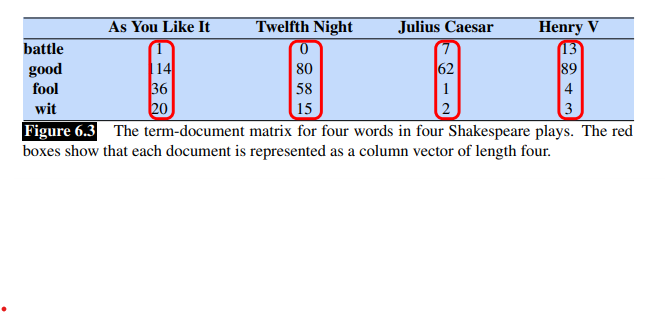 As You Like It Twelfth Night Julius Caesar Henry V
battle 1 0 7 13
good 114 80 62 89
fool 36 58 1 4
wit 20 15 2 3
Figure 6.3 The term-document matrix for four words in four Shakespeare plays. The red
boxes show that each document is represented as a column vector of length four.